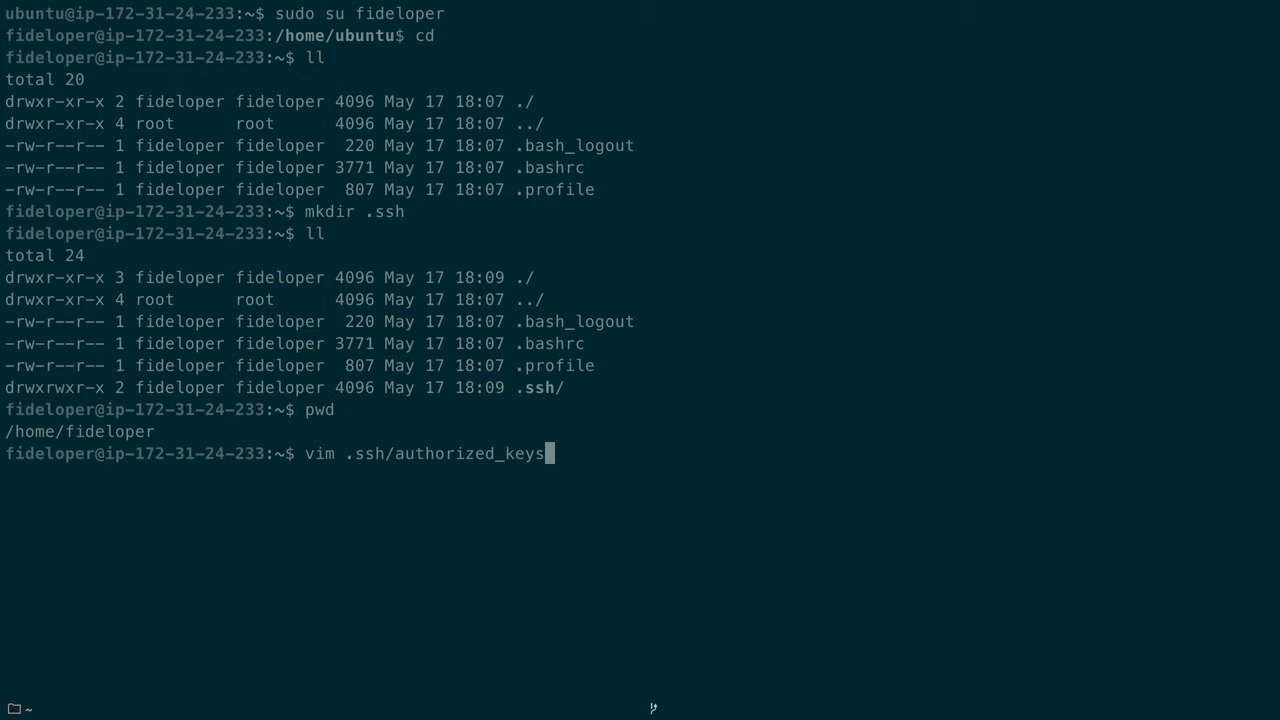 ubuntu@ip-172-31-24-233:~$ sudo su fideloper
fideloper@ip-172-31-24-233:/home/ubuntu$ cd
fideloper@ip-172-31-24-233:~$ ll
total 20
drwxr-xr-x 2 fideloper fideloper 4096 May 17 18:07 ./
drwxr-xr-x 4 root      root      4096 May 17 18:07 ../
-rw-r--r-- 1 fideloper fideloper  220 May 17 18:07 .bash_logout
-rw-r--r-- 1 fideloper fideloper 3771 May 17 18:07 .bashrc
-rw-r--r-- 1 fideloper fideloper  807 May 17 18:07 .profile
fideloper@ip-172-31-24-233:~$ mkdir .ssh
fideloper@ip-172-31-24-233:~$ ll
total 24
drwxr-xr-x 3 fideloper fideloper 4096 May 17 18:09 ./
drwxr-xr-x 4 root      root      4096 May 17 18:07 ../
-rw-r--r-- 1 fideloper fideloper  220 May 17 18:07 .bash_logout
-rw-r--r-- 1 fideloper fideloper 3771 May 17 18:07 .bashrc
-rw-r--r-- 1 fideloper fideloper  807 May 17 18:07 .profile
drwxrwxr-x 2 fideloper fideloper 4096 May 17 18:09 .ssh/
fideloper@ip-172-31-24-233:~$ pwd
/home/fideloper
fideloper@ip-172-31-24-233:~$ vim .ssh/authorized_keys
~